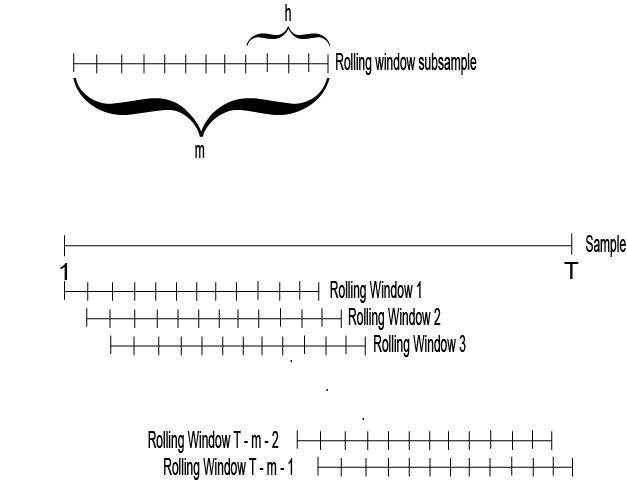 h
Rolling window subsample
m
Sample
1
T
Rolling Window 1
Rolling Window 2
Rolling Window 3
Rolling Window T - m - 2
Rolling Window T - m - 1